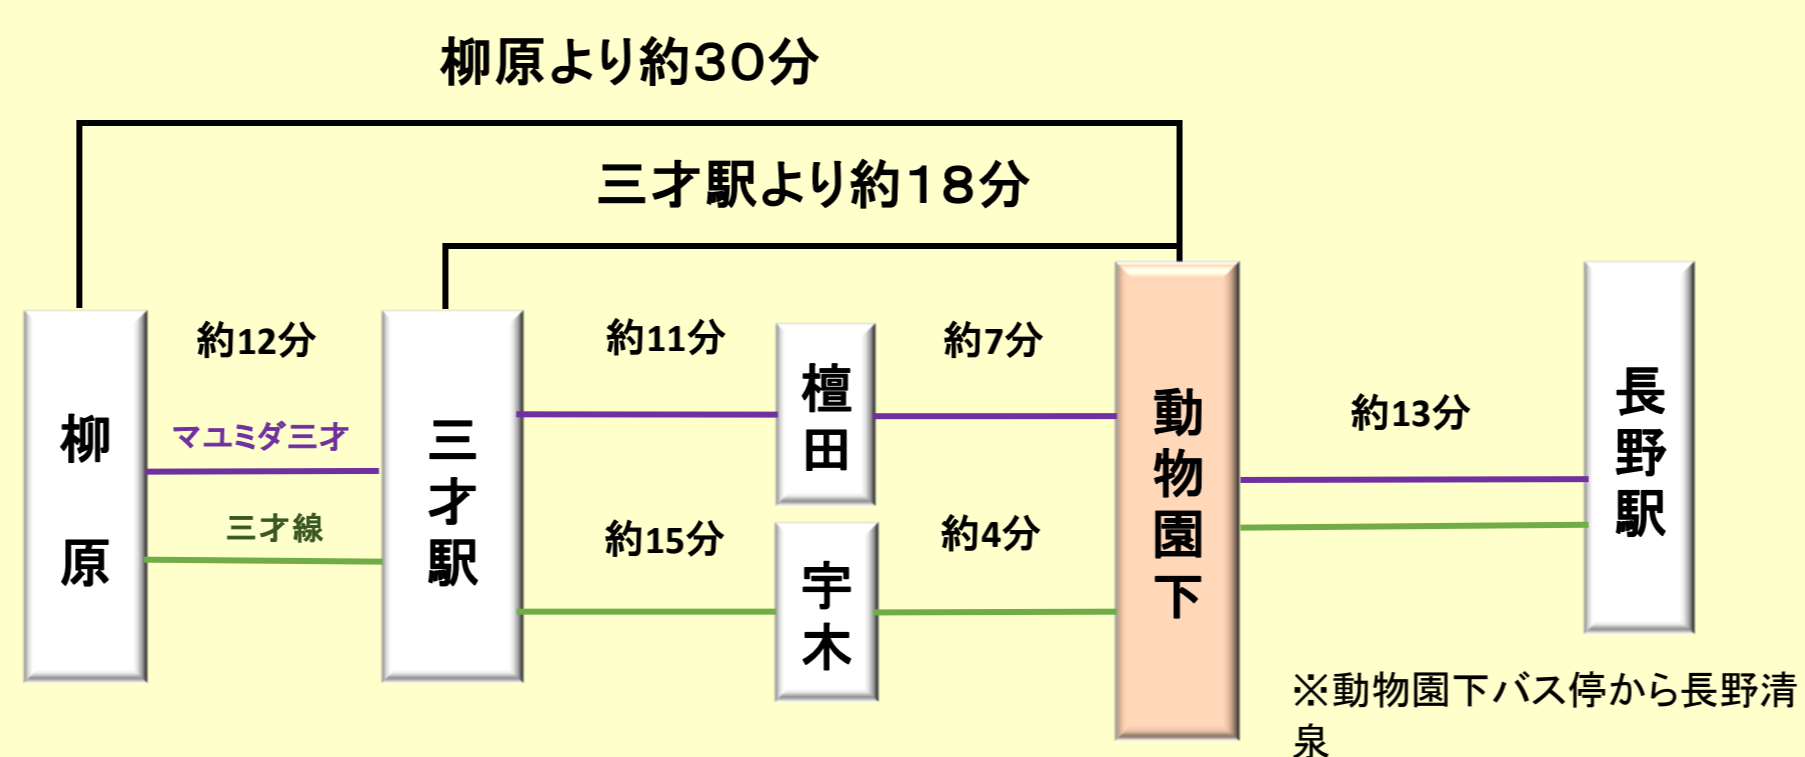 柳原より約30分
三才駅より約18分
約12分
約11分
約7分
約13分
マユミダ三才
三才線
約15分
約4分
柳原
三才駅
檀田
宇木
動物園下
長野駅
※動物園下バス停から長野清
泉